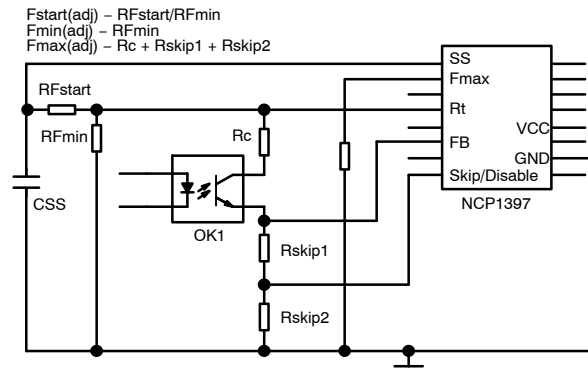 Fstart(adj) – RFstart/RFmin
Fmin(adj) – RFmin
Fmax(adj) – Rc + Rskip1 + Rskip2
SS
Fmax
RFstart
Rt
RFmin
Rc
VCC
FB
GND
Skip/Disable
CSS
NCP1397
OK1
Rskip1
Rskip2